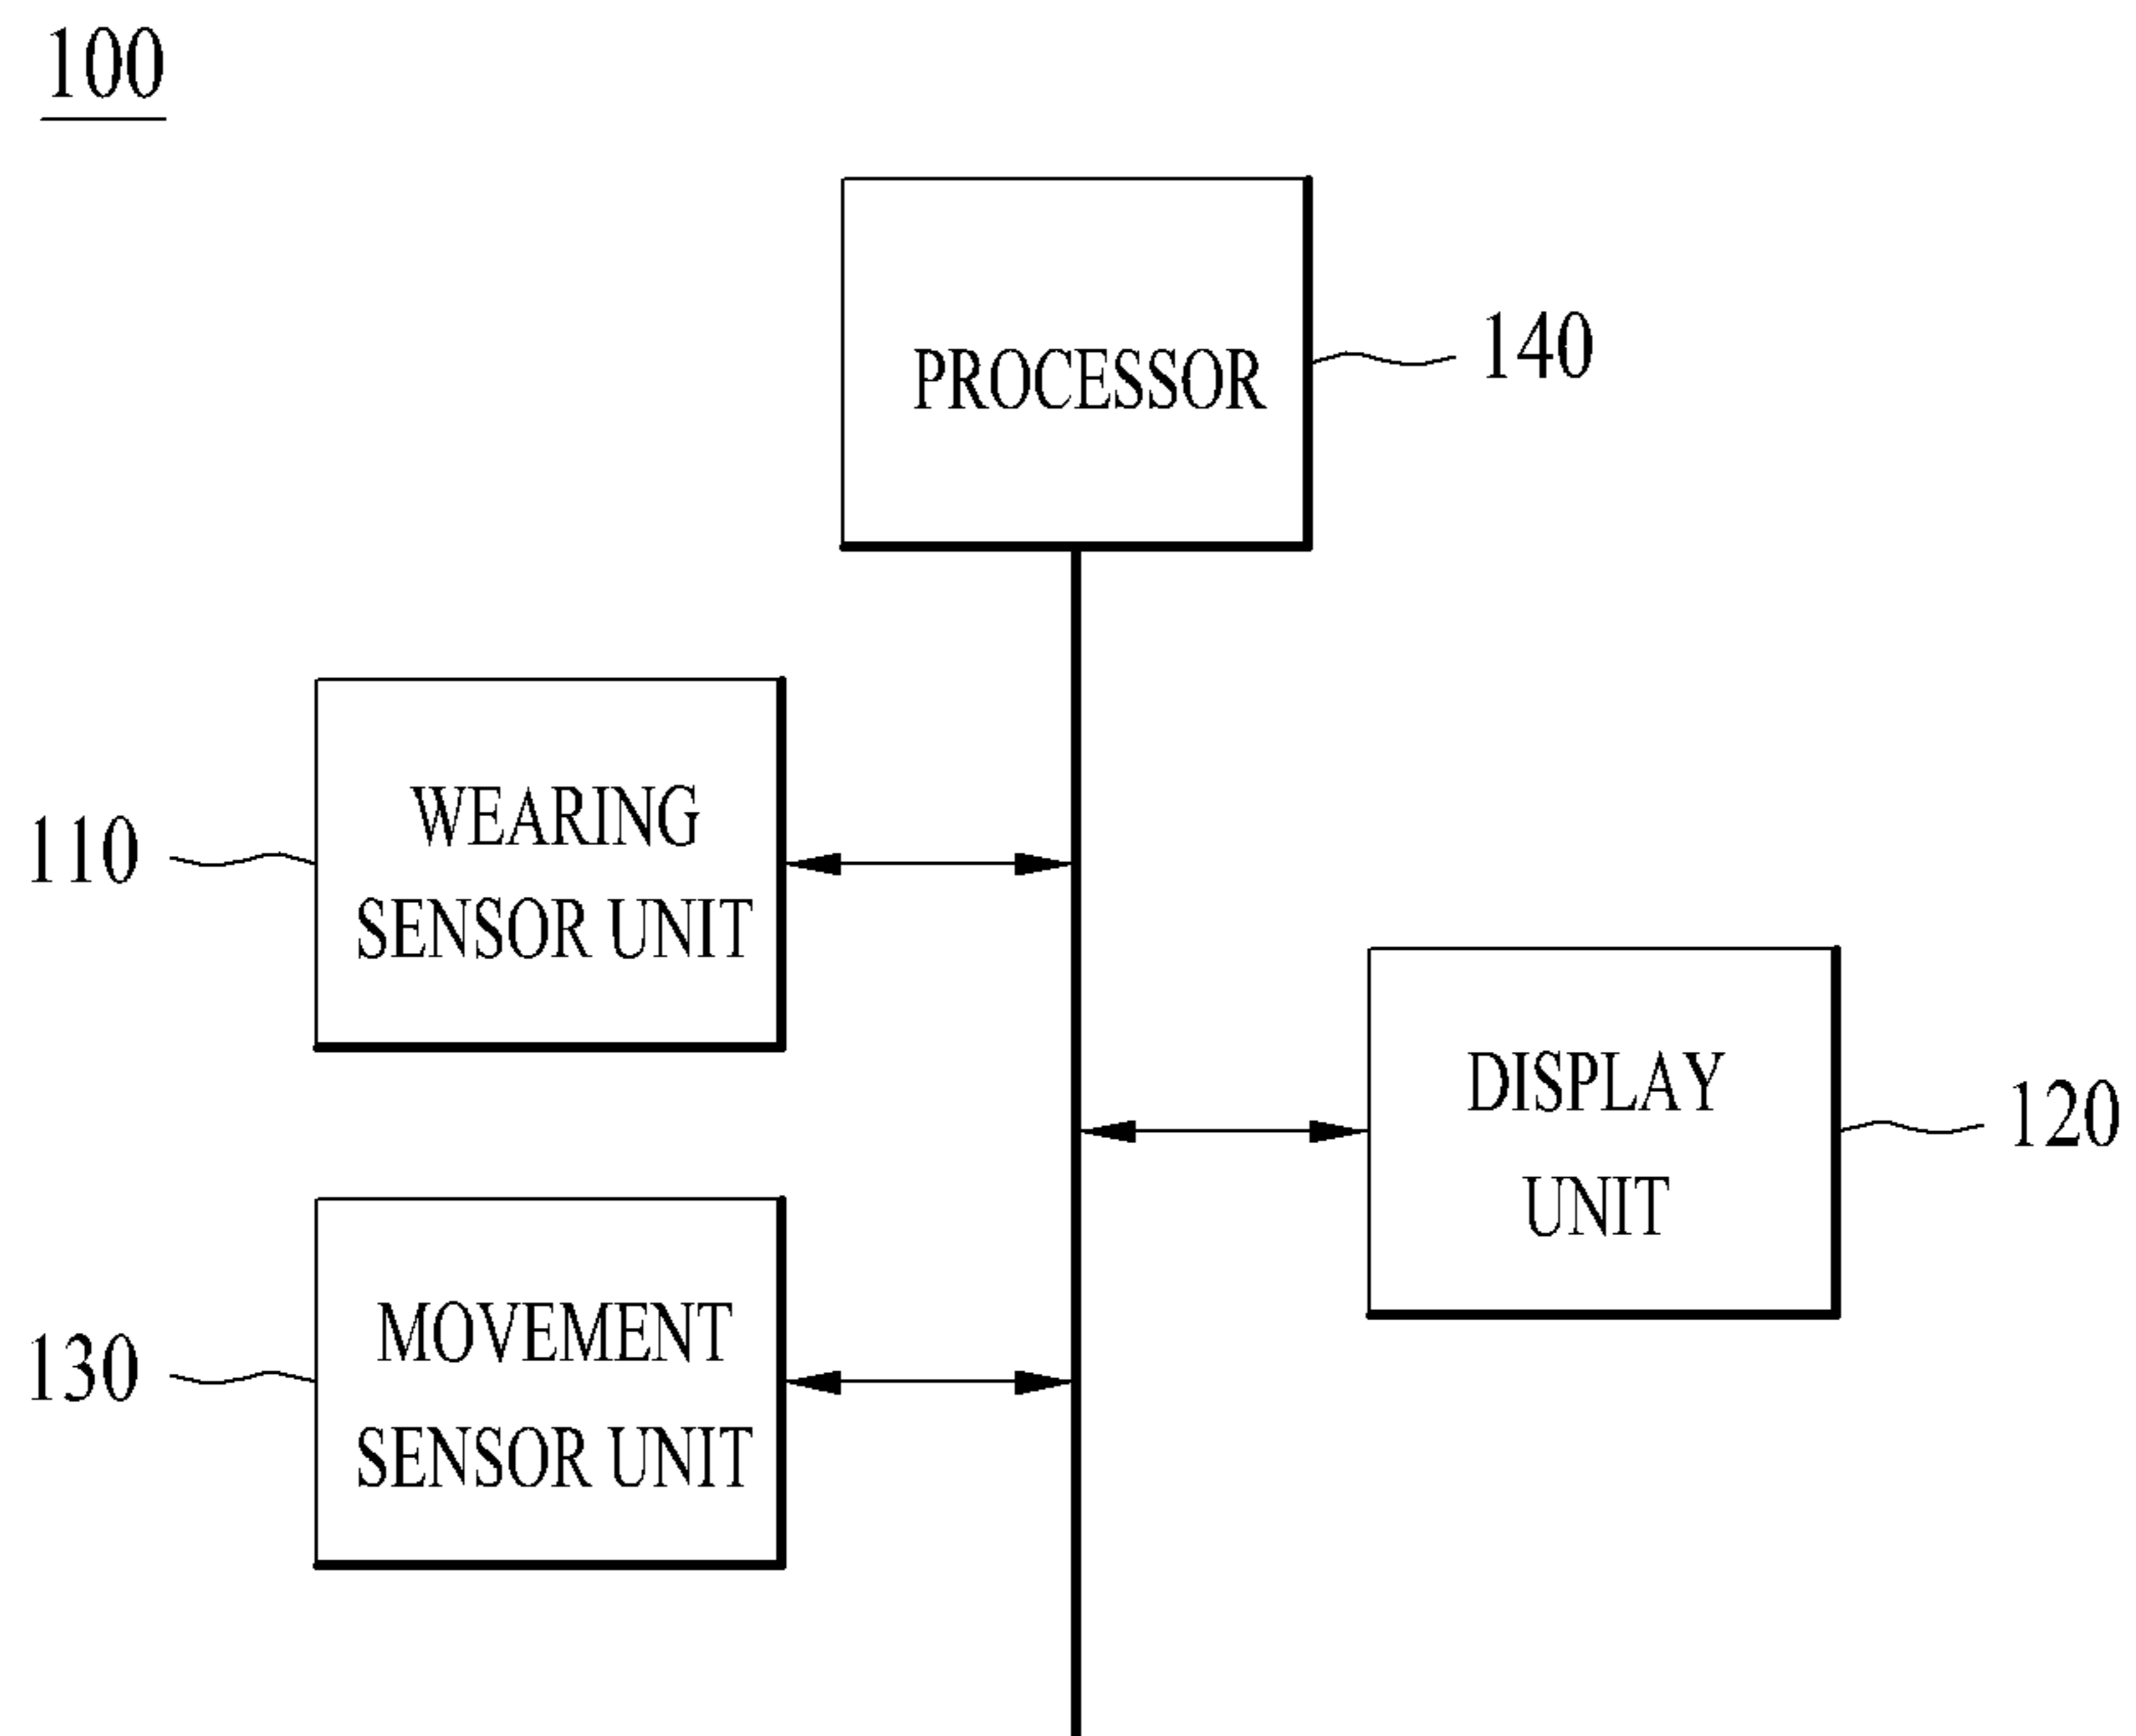 100
PROCESSOR
140
WEARING
SENSOR UNIT
110
DISPLAY
UNIT
120
MOVEMENT
SENSOR UNIT
130